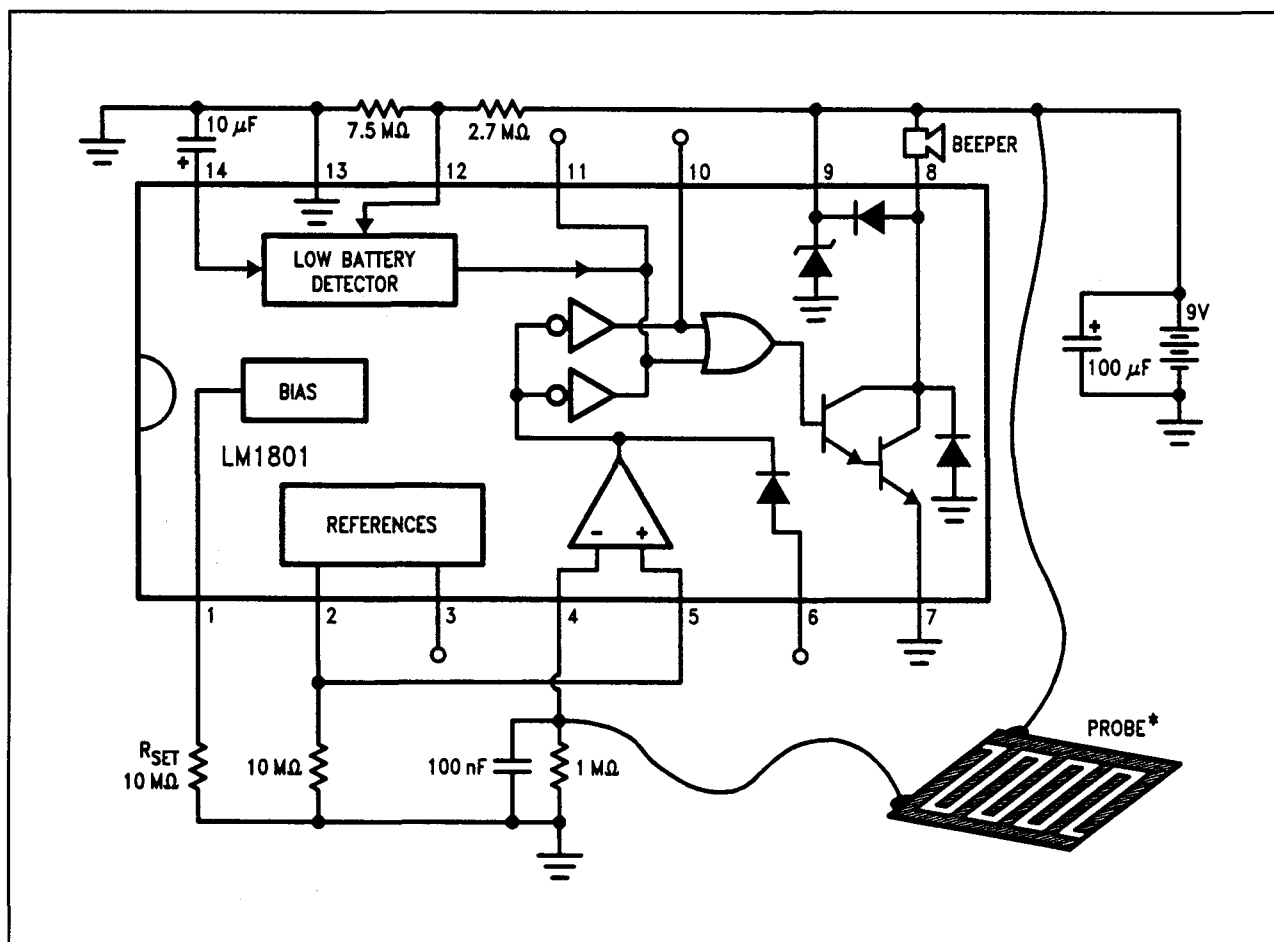 10 µF
7.5 MΩ
2.7 MΩ
BEEPER
+
14
13
12
11
10
9
8
LOW BATTERY
DETECTOR
9V
+
100 µF
BIAS
LM1801
REFERENCES
- +
1
2
3
4
5
6
7
PROBE*
RSET
10 MΩ
10 MΩ
100 nF
1 MΩ